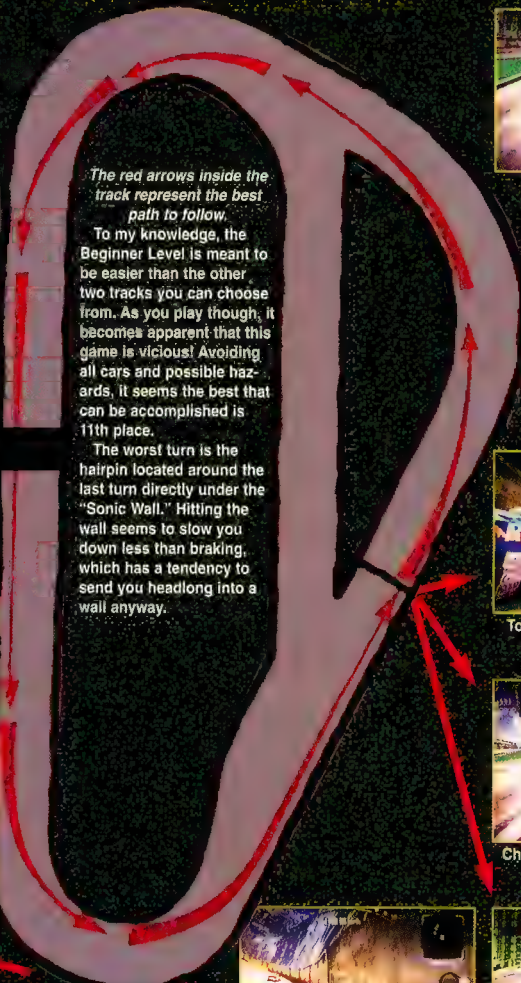 The red arrows inside the
track represent the best
path to follow.
To my knowledge, the
Beginner Level is meant to
be easier than the other
two tracks you can choose
from. As you play though, it
becomes apparent that this
game is vicious! Avoiding
all cars and possible haz-
ards, it seems the best that
can be accomplished is
11th place.
The worst turn is the
hairpin located around the
last turn directly under the
"Sonic Wall." Hitting the
wall seems to slow you
down less than braking,
which has a tendency to
send you headlong into a
wall anyway.
To
Ch